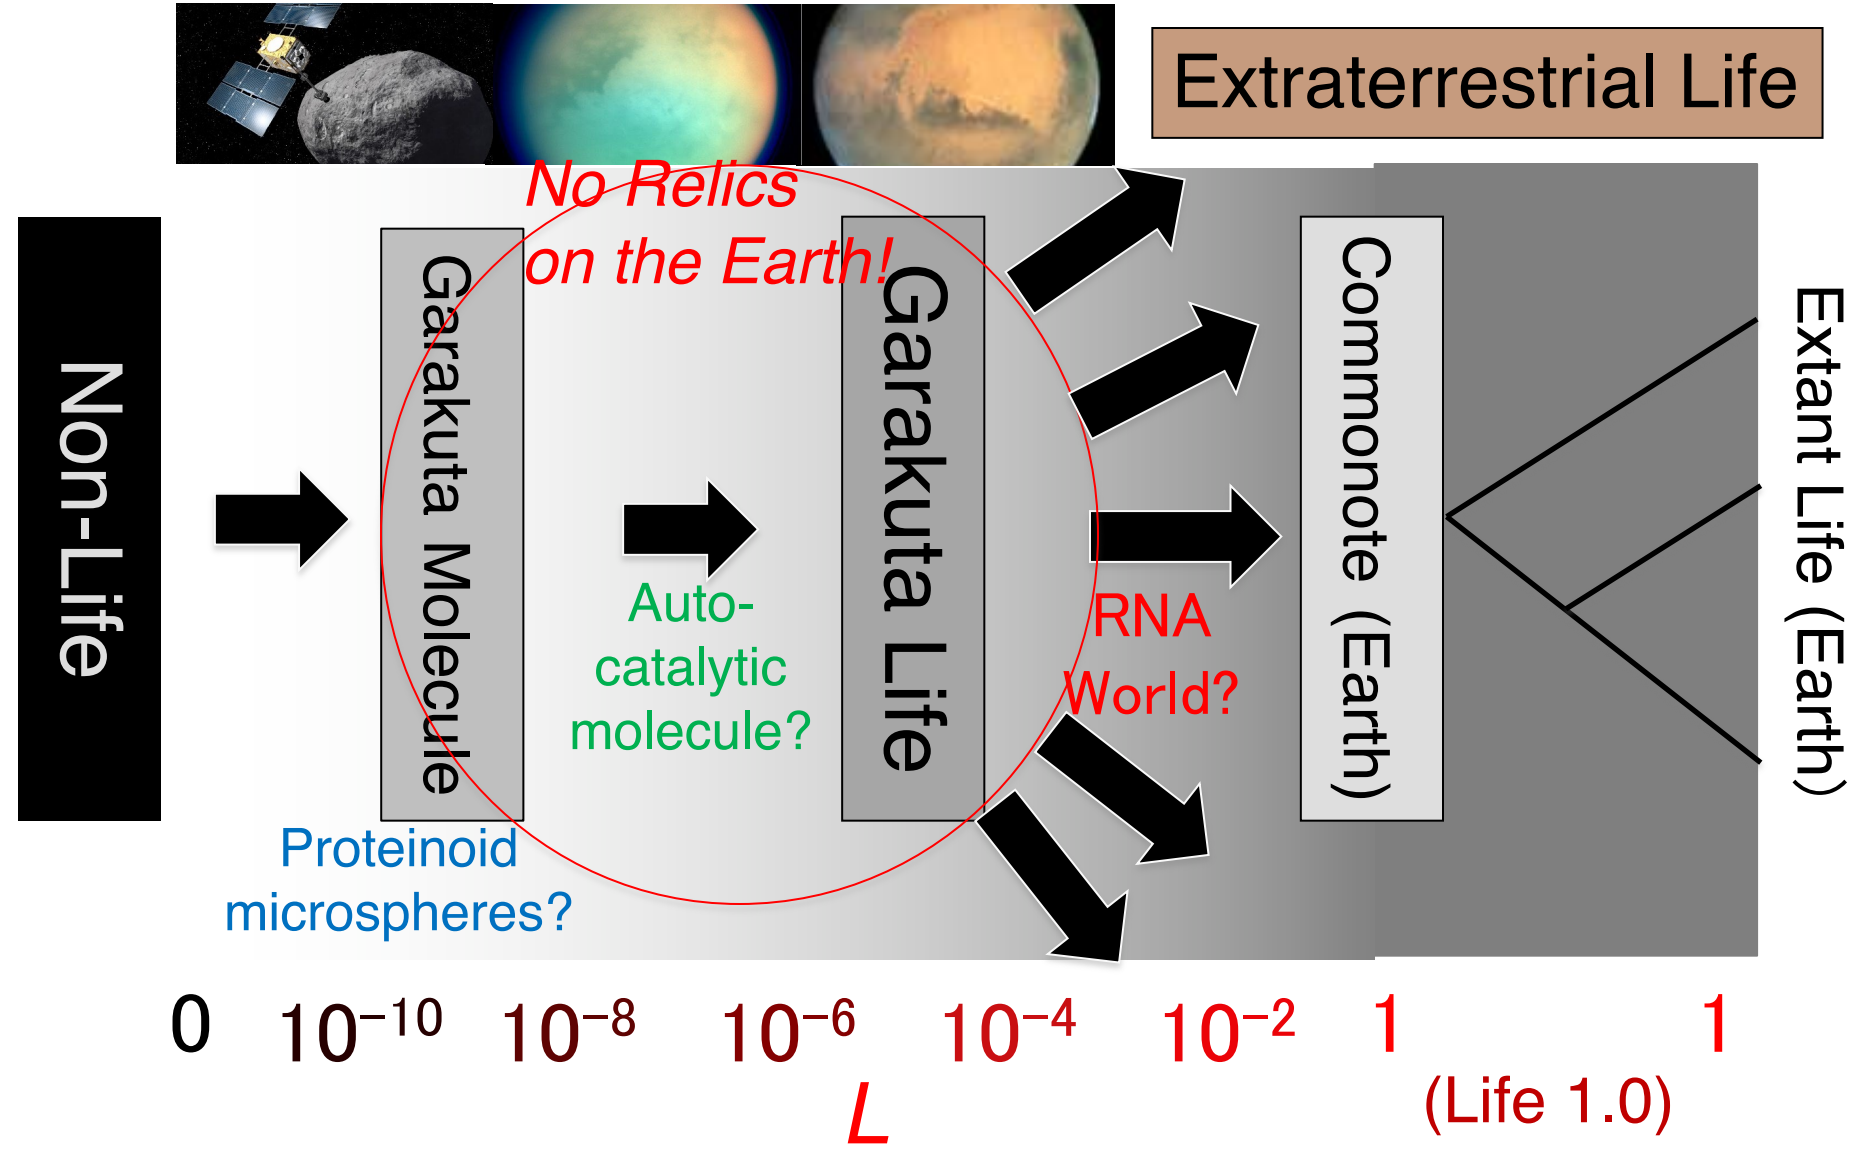 Extraterrestrial Life
No Relics
on the Earth!
Non-Life
Garakuta Molecule
Garakuta Life
Commonote (Earth)
Extant Life (Earth)
Auto-
catalytic
molecule?
RNA
World?
Proteinoid
microspheres?
0 10⁻¹⁰ 10⁻⁸ 10⁻⁶ 10⁻⁴ 10⁻² 1 1
L
(Life 1.0)